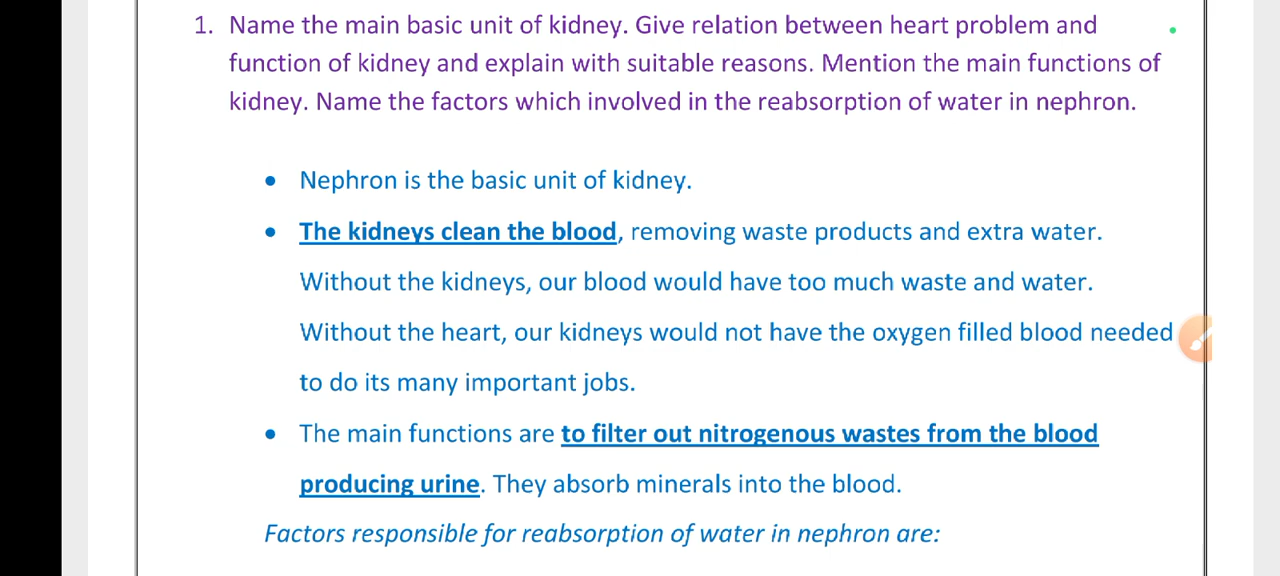 1. Name the main basic unit of kidney. Give relation between heart problem and
function of kidney and explain with suitable reasons. Mention the main functions of
kidney. Name the factors which involved in the reabsorption of water in nephron.
• Nephron is the basic unit of kidney.
• The kidneys clean the blood, removing waste products and extra water.
Without the kidneys, our blood would have too much waste and water.
Without the heart, our kidneys would not have the oxygen filled blood needed
to do its many important jobs.
• The main functions are to filter out nitrogenous wastes from the blood
producing urine. They absorb minerals into the blood.
Factors responsible for reabsorption of water in nephron are: